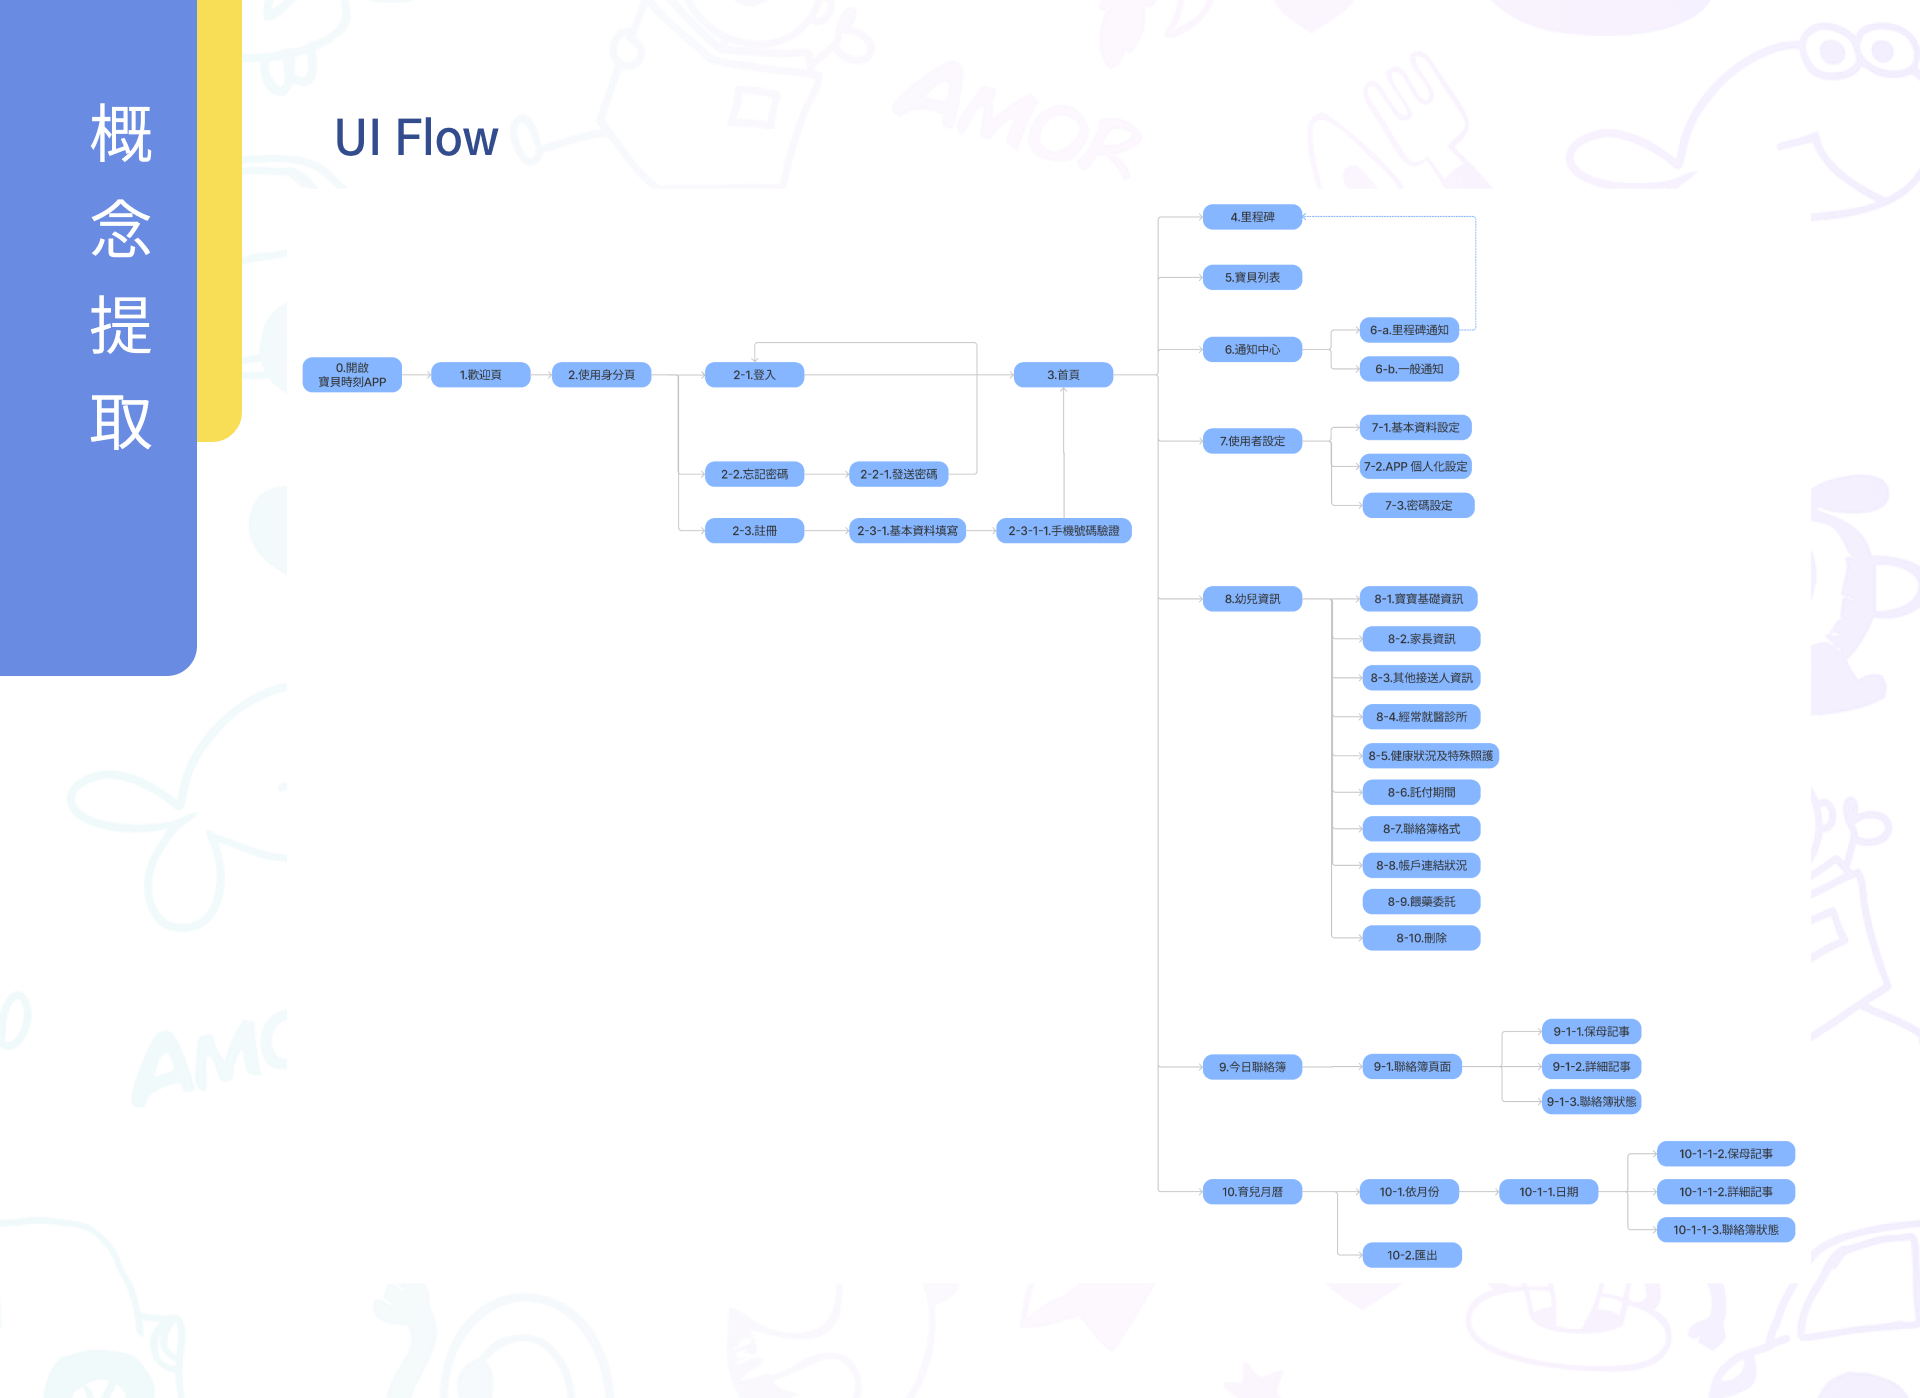 概念提取
UI Flow
0.開啟
寶貝時刻APP
1.歡迎頁
2.使用身分頁
2-1.登入
2-2.忘記密碼
2-2-1.發送密碼
2-3.註冊
2-3-1.基本資料填寫
2-3-1-1.手機號碼驗證
3.首頁
4.里程碑
5.寶貝列表
6.通知中心
6-a.里程碑通知
6-b.一般通知
7.使用者設定
7-1.基本資料設定
7-2.APP 個人化設定
7-3.密碼設定
8.幼兒資訊
8-1.寶寶基礎資訊
8-2.家長資訊
8-3.其他接送人資訊
8-4.經常就醫診所
8-5.健康狀況及特殊照護
8-6.託付期間
8-7.聯絡簿格式
8-8.帳戶連結狀況
8-9.餵藥委託
8-10.刪除
9.今日聯絡簿
9-1.聯絡簿頁面
9-1-1.保母記事
9-1-2.詳細記事
9-1-3.聯絡簿狀態
10.育兒月曆
10-1.依月份
10-1-1.日期
10-1-1-2.保母記事
10-1-1-2.詳細記事
10-1-1-3.聯絡簿狀態
10-2.匯出
AMOR
AMO